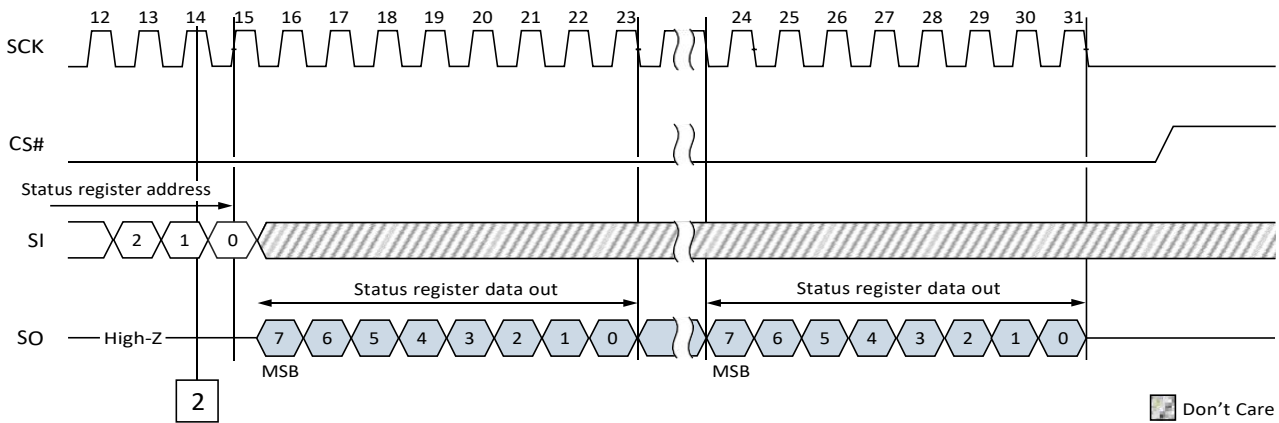 12 13 14 15 16 17 18 19 20 21 22 23 24 25 26 27 28 29 30 31
SCK
CS#
Status register address
SI 2 1 0
Status register data out Status register data out
SO High-Z 7 6 5 4 3 2 1 0 7 6 5 4 3 2 1 0
MSB MSB
2
Don't Care